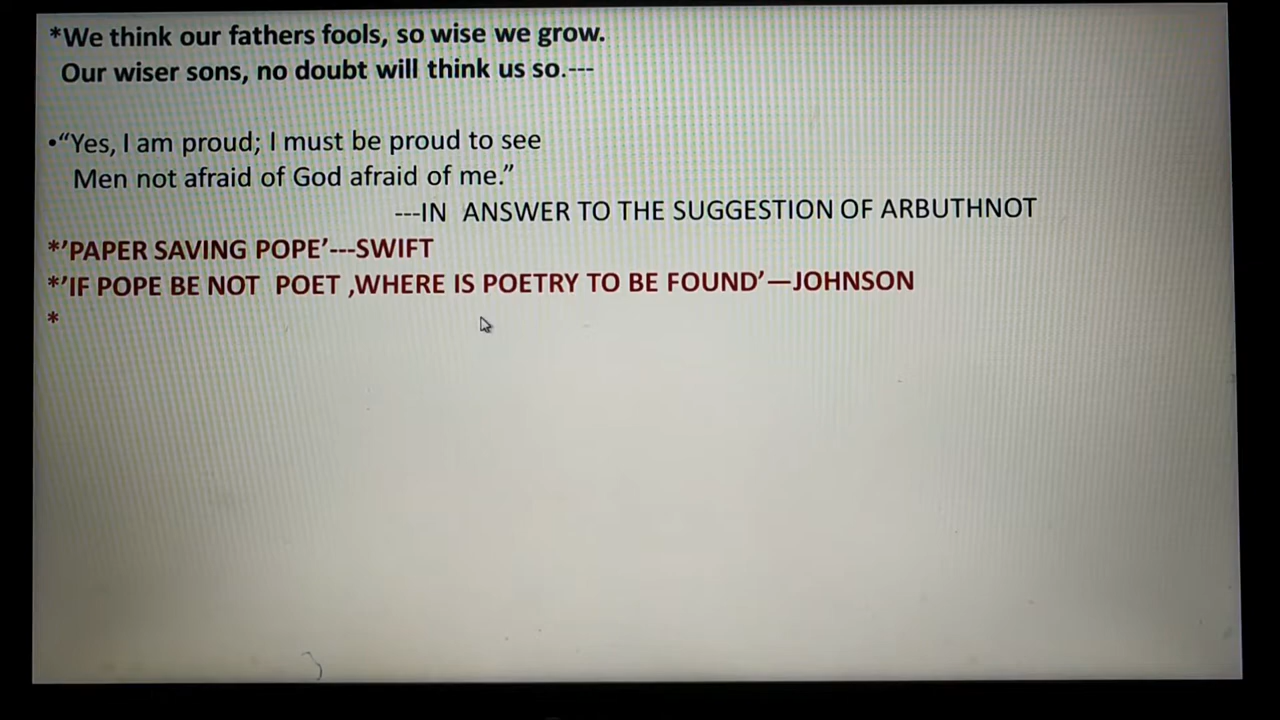 *We think our fathers fools, so wise we grow.
Our wiser sons, no doubt will think us so.---
•“Yes, I am proud; I must be proud to see
Men not afraid of God afraid of me.”
---IN ANSWER TO THE SUGGESTION OF ARBUTHNOT
*’PAPER SAVING POPE’---SWIFT
*’IF POPE BE NOT POET ,WHERE IS POETRY TO BE FOUND’—JOHNSON
*